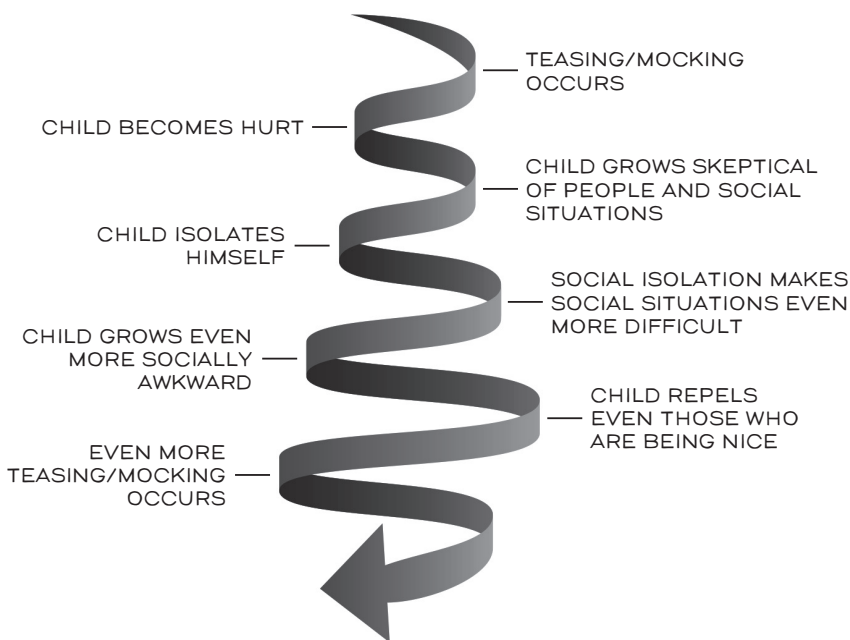 TEASING/MOCKING
OCCURS
CHILD BECOMES HURT
CHILD GROWS SKEPTICAL
OF PEOPLE AND SOCIAL
SITUATIONS
CHILD ISOLATES
HIMSELF
SOCIAL ISOLATION MAKES
SOCIAL SITUATIONS EVEN
MORE DIFFICULT
CHILD GROWS EVEN
MORE SOCIALLY
AWKWARD
CHILD REPELS
EVEN THOSE WHO
ARE BEING NICE
EVEN MORE
TEASING/MOCKING
OCCURS